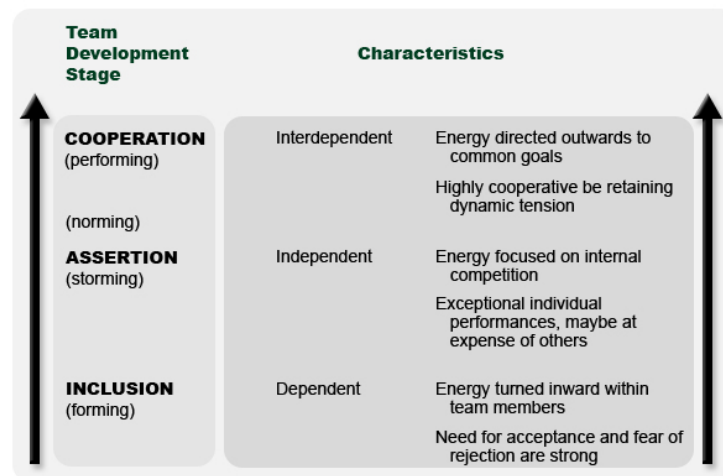 Team
Development
Stage
Characteristics
COOPERATION
(performing)
Interdependent
Energy directed outwards to
common goals
Highly cooperative be retaining
dynamic tension
(norming)
ASSERTION
(storming)
Independent
Energy focused on internal
competition
Exceptional individual
performances, maybe at
expense of others
INCLUSION
(forming)
Dependent
Energy turned inward within
team members
Need for acceptance and fear of
rejection are strong